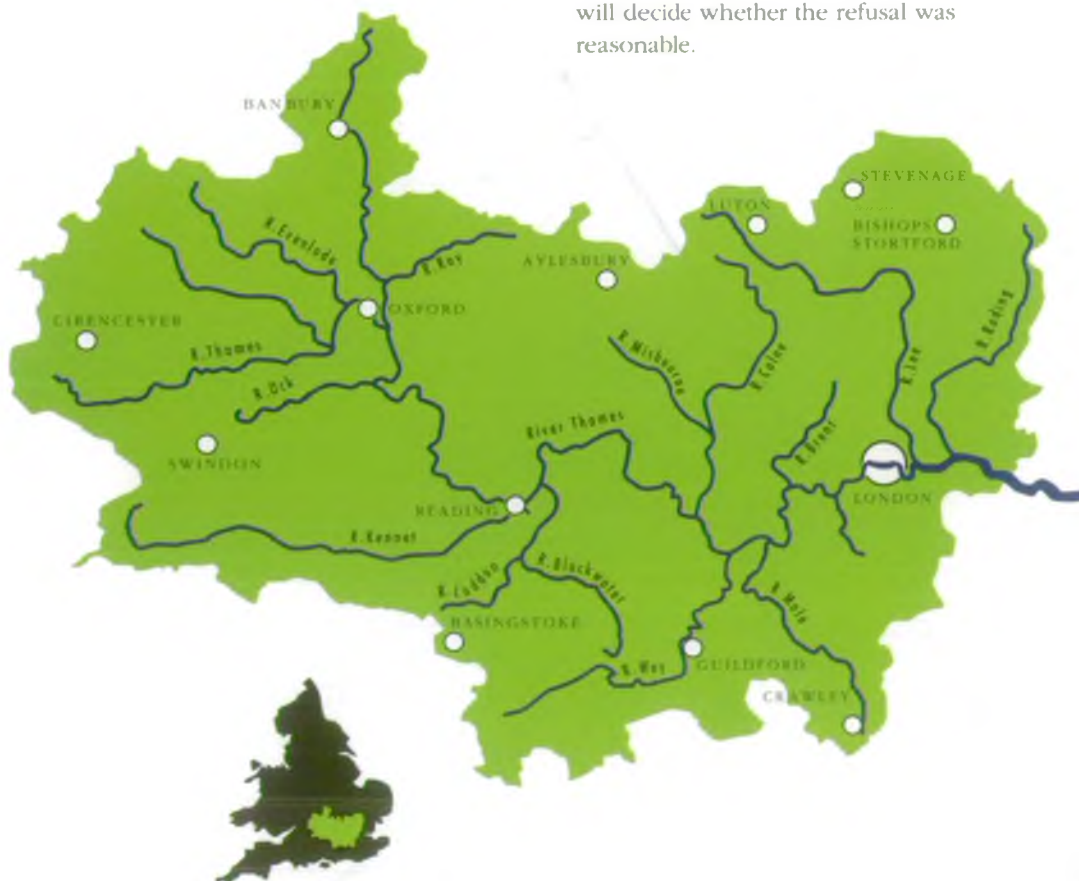 will decide whether the refusal was
reasonable.
BANBURY
STEVENAGE
LUTON
BISHOPS
STORTFORD
R.Evenlode
R.Ray
AYLESBURY
OXFORD
CIRENCESTER
R.Thames
R.Ock
R.Misbourne
R.Colne
R.Lee
R.Roding
River Thames
R.Brent
SWINDON
LONDON
READING
R.Kennet
R.Loddon
R.Blackwater
R.Mole
BASINGSTOKE
R.Wey
GUILDFORD
CRAWLEY